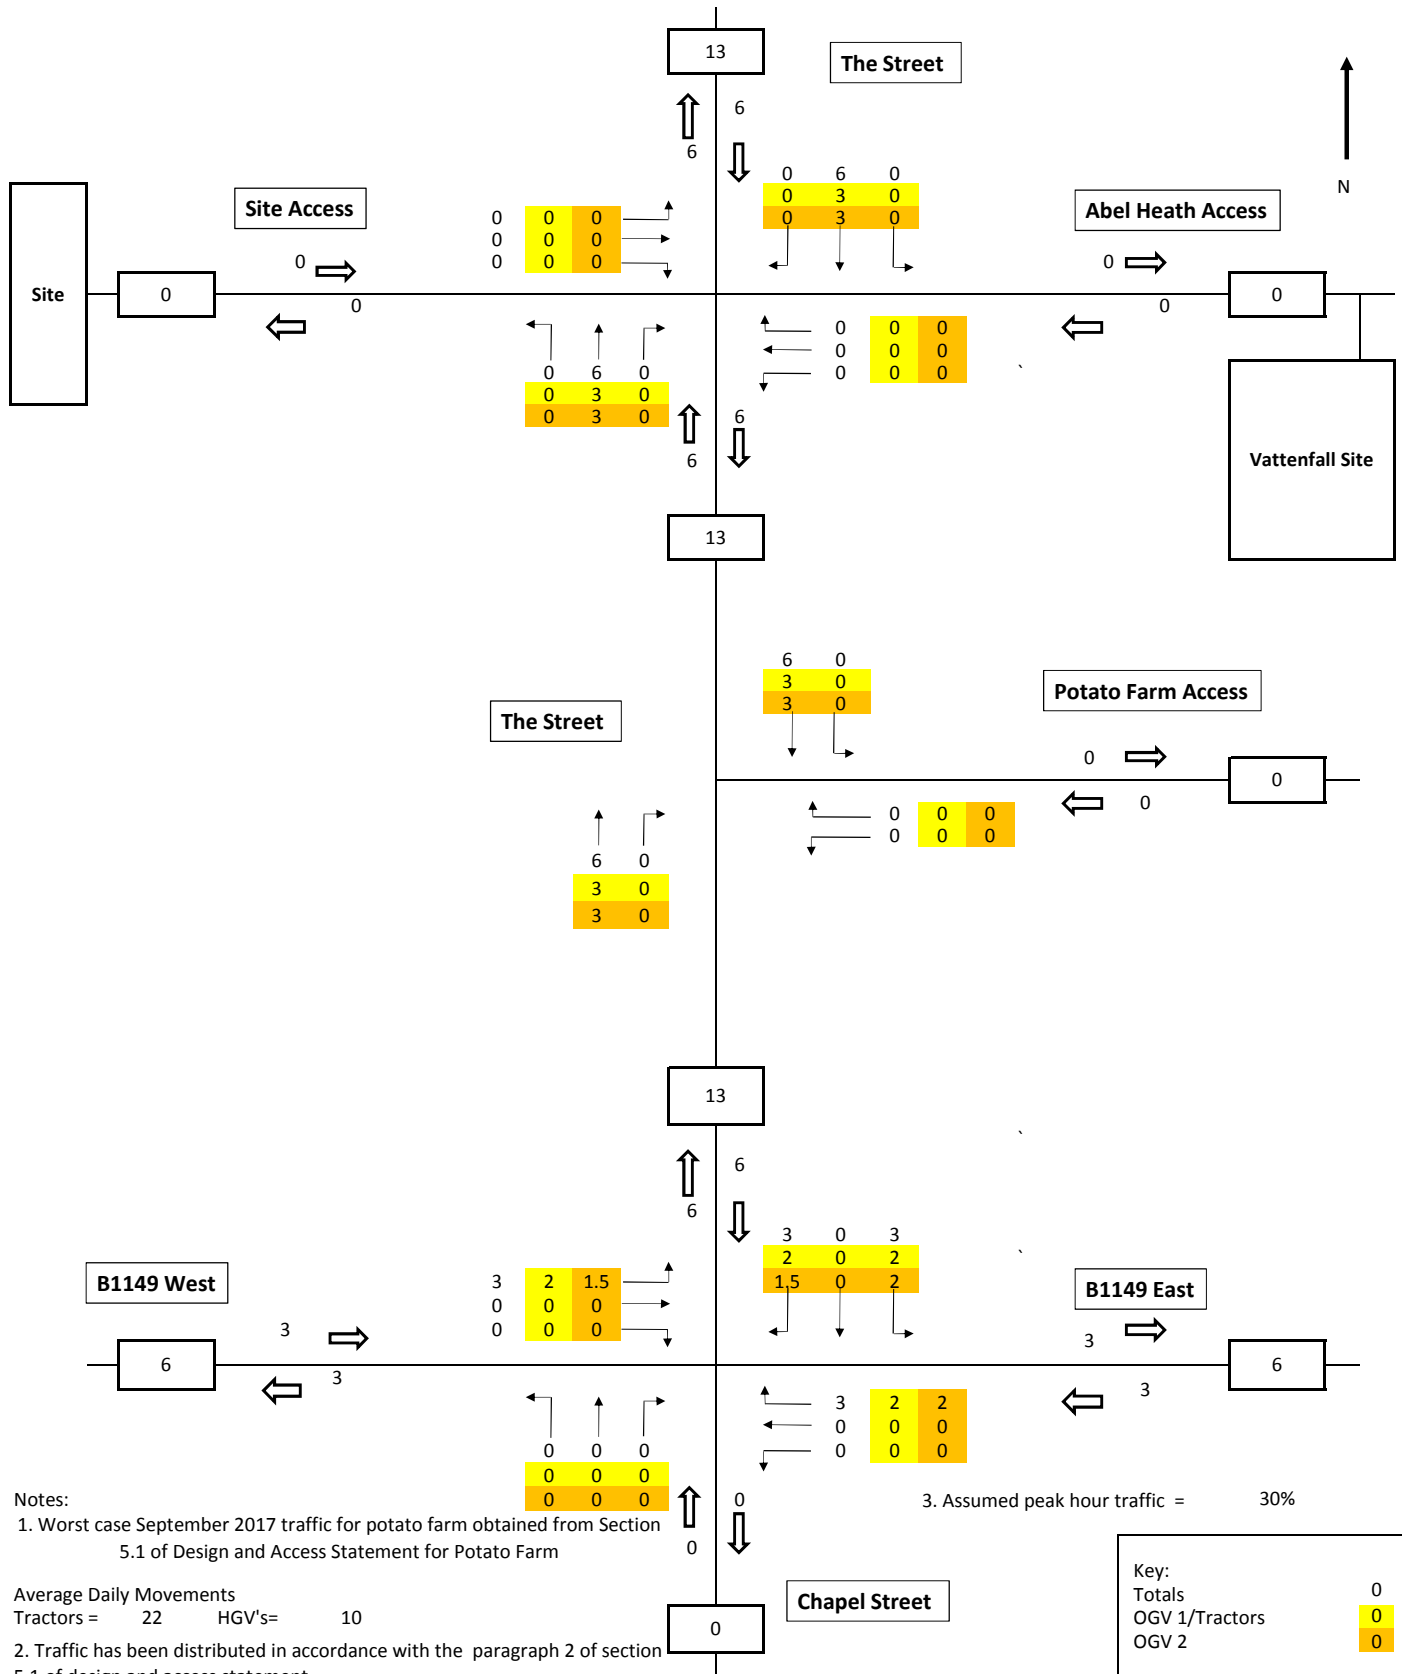 13
The Street
6
6
N
0 6 0
0 3 0
0 3 0
Site Access
Abel Heath Access
0 0 0
0 0 0
0 0 0
0
0
Site
0
0
0
0
0 0 0
0 0 0
0 0 0
`
0 6 0
0 3 0
0 3 0
6
6
Vattenfall Site
13
6 0
3 0
3 0
Potato Farm Access
The Street
0
0
0
0 0 0
0 0 0
6 0
3 0
3 0
13
`
6
6
3 0 3
2 0 2
1.5 0 2
`
B1149 West
3 2 1.5
0 0 0
0 0 0
B1149 East
3
3
6
3
3
6
3 2 2
0 0 0
0 0 0
0 0 0
0 0 0
0 0 0
0
0
Notes:
1. Worst case September 2017 traffic for potato farm obtained from Section
5.1 of Design and Access Statement for Potato Farm
3. Assumed peak hour traffic = 30%
Average Daily Movements
Tractors = 22 HGV's= 10
2. Traffic has been distributed in accordance with the paragraph 2 of section
5.1 of design and access statement
Chapel Street
0
Key:
Totals 0
OGV 1/Tractors 0
OGV 2 0